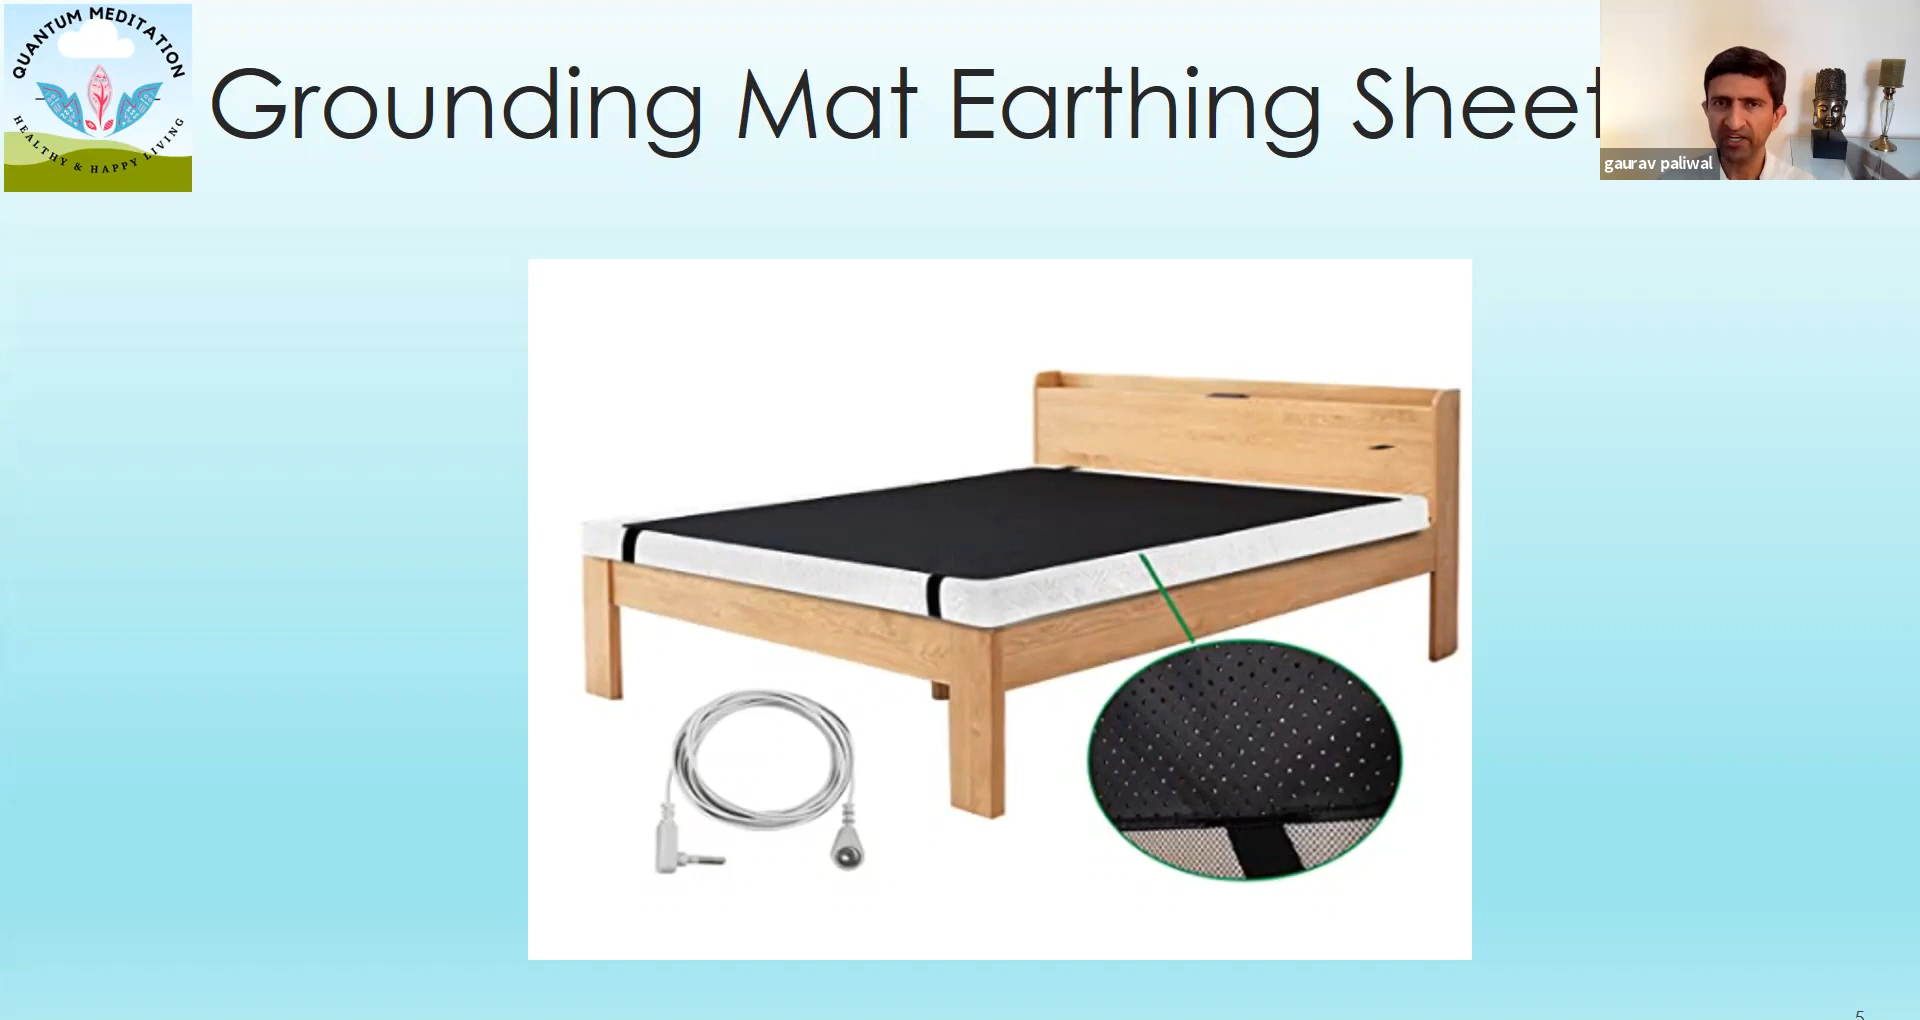 QUANTUM MEDITATION
HEALTHY & HAPPY LIVING
Grounding Mat Earthing Sheet
gaurav paliwal
5